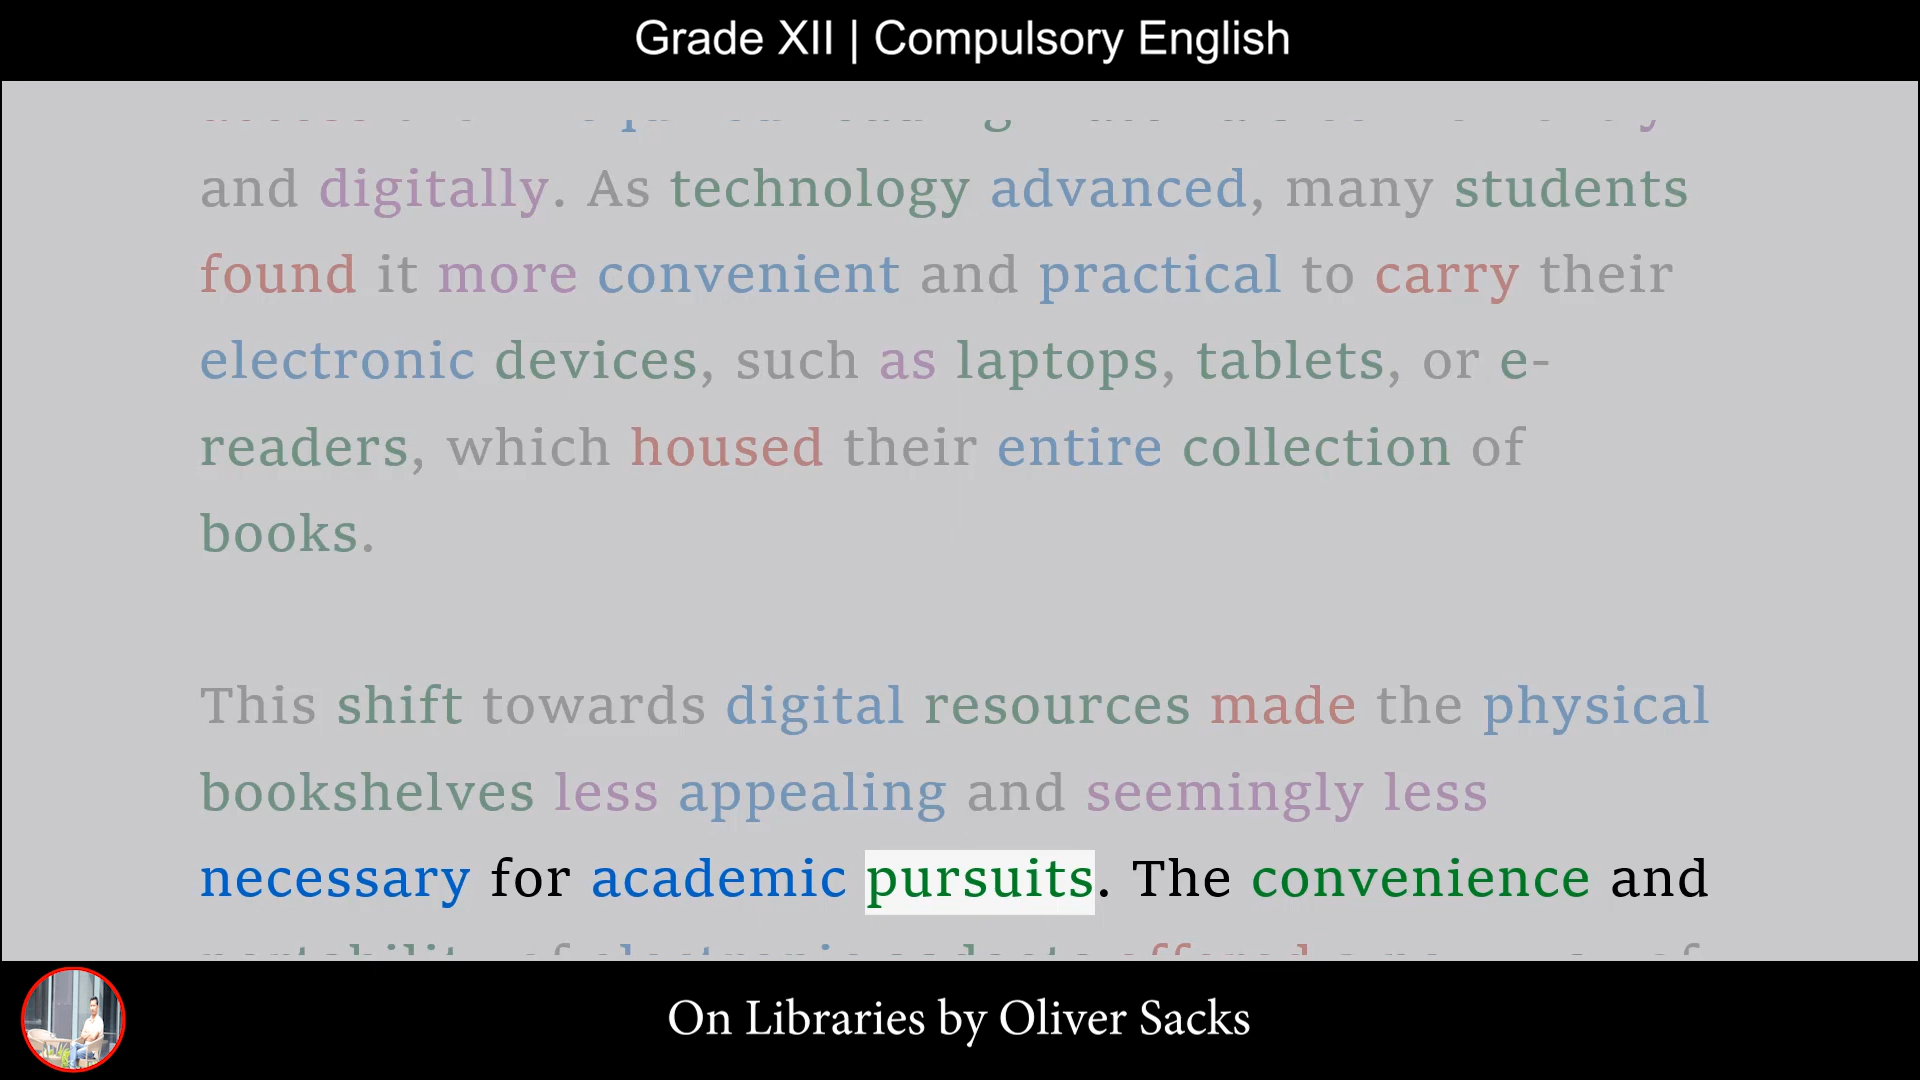 Grade XII | Compulsory English
and digitally. As technology advanced, many students
found it more convenient and practical to carry their
electronic devices, such as laptops, tablets, or e-
readers, which housed their entire collection of
books.
This shift towards digital resources made the physical
bookshelves less appealing and seemingly less
necessary for academic pursuits. The convenience and
On Libraries by Oliver Sacks